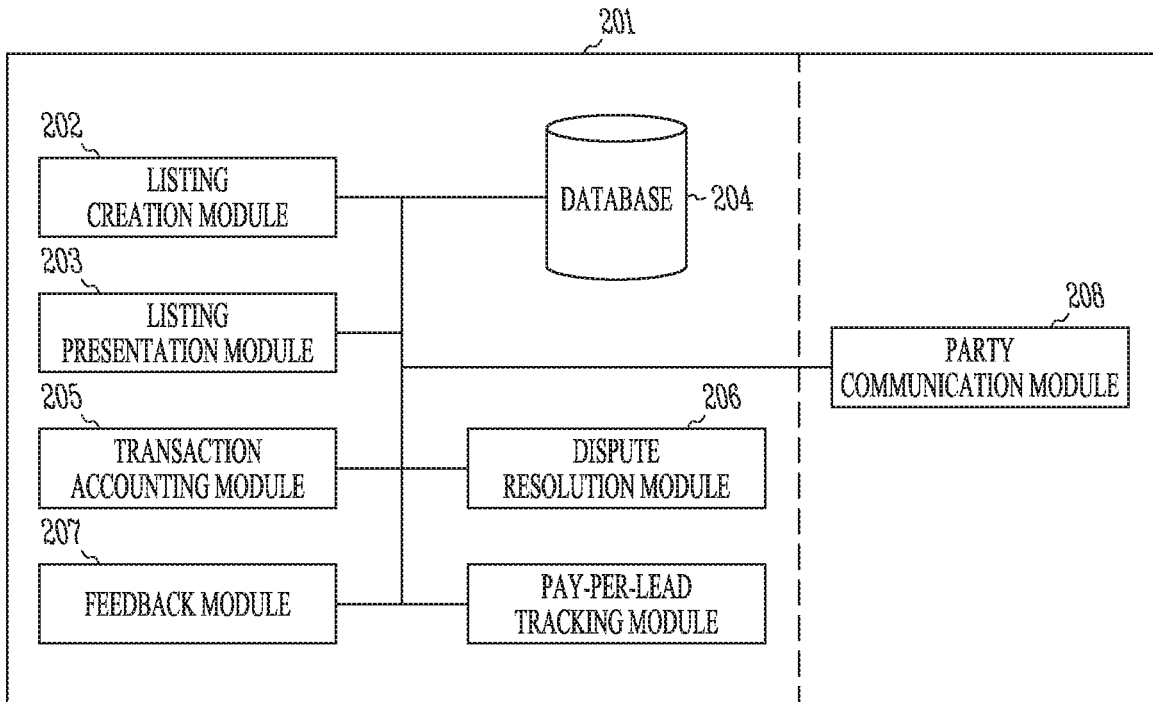 201
202
LISTING
CREATION MODULE
DATABASE
204
203
LISTING
PRESENTATION MODULE
208
PARTY
COMMUNICATION MODULE
205
TRANSACTION
ACCOUNTING MODULE
206
DISPUTE
RESOLUTION MODULE
207
FEEDBACK MODULE
PAY-PER-LEAD
TRACKING MODULE